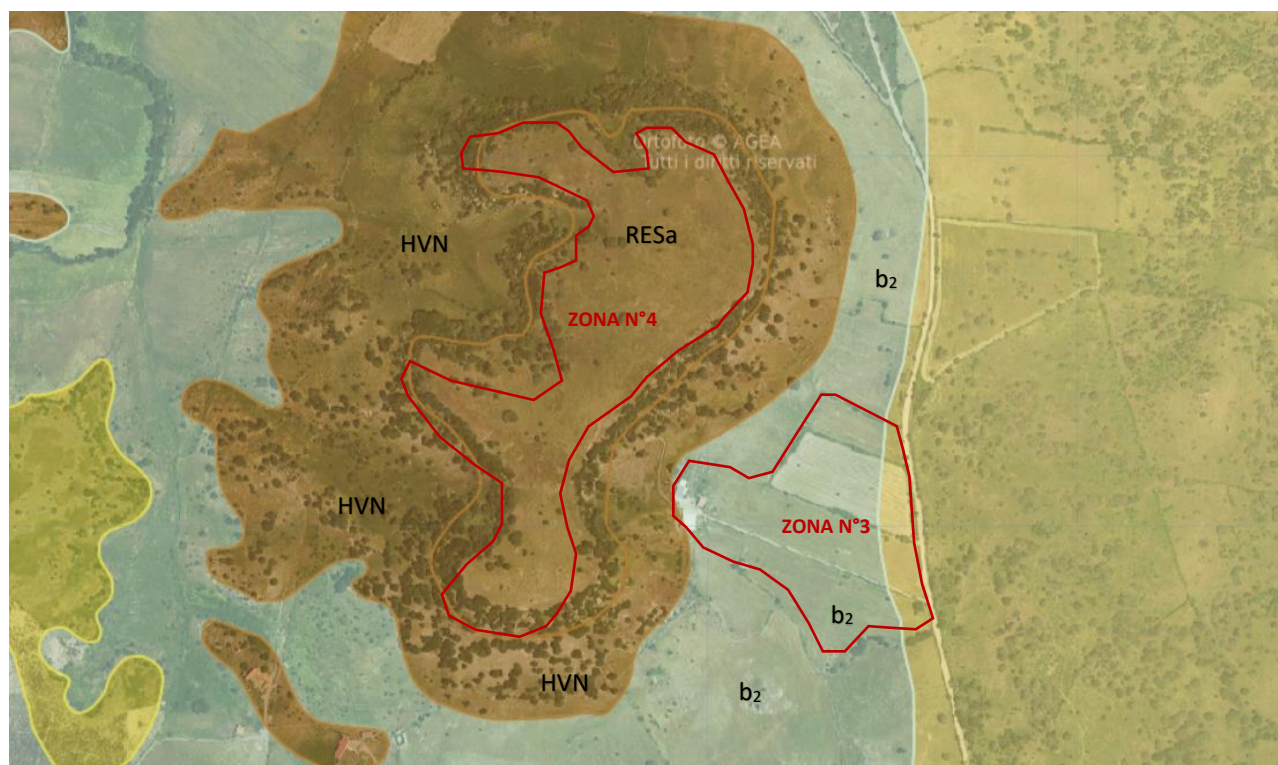 Ortofoto © AGEA
Tutti i diritti riservati
HVN
RESa
b₂
ZONA N°4
HVN
ZONA N°3
b₂
HVN
b₂